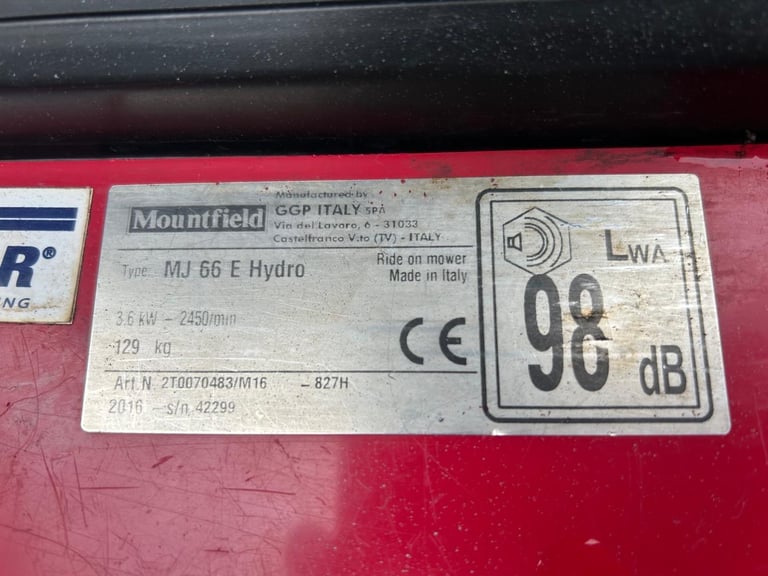 R®
NG
Mountfield
Manufactured by
GGP ITALY SPA
Via del Lavoro, 6 - 31033
Castelfranco V.to (TV) - ITALY
Type: MJ 66 E Hydro
Ride on mower
Made in Italy
3.6 kW - 2450/min
129 kg
CE
Art.N. 2T0070483/M16 - 827H
2016 - s/n 42299
LWA
98
dB